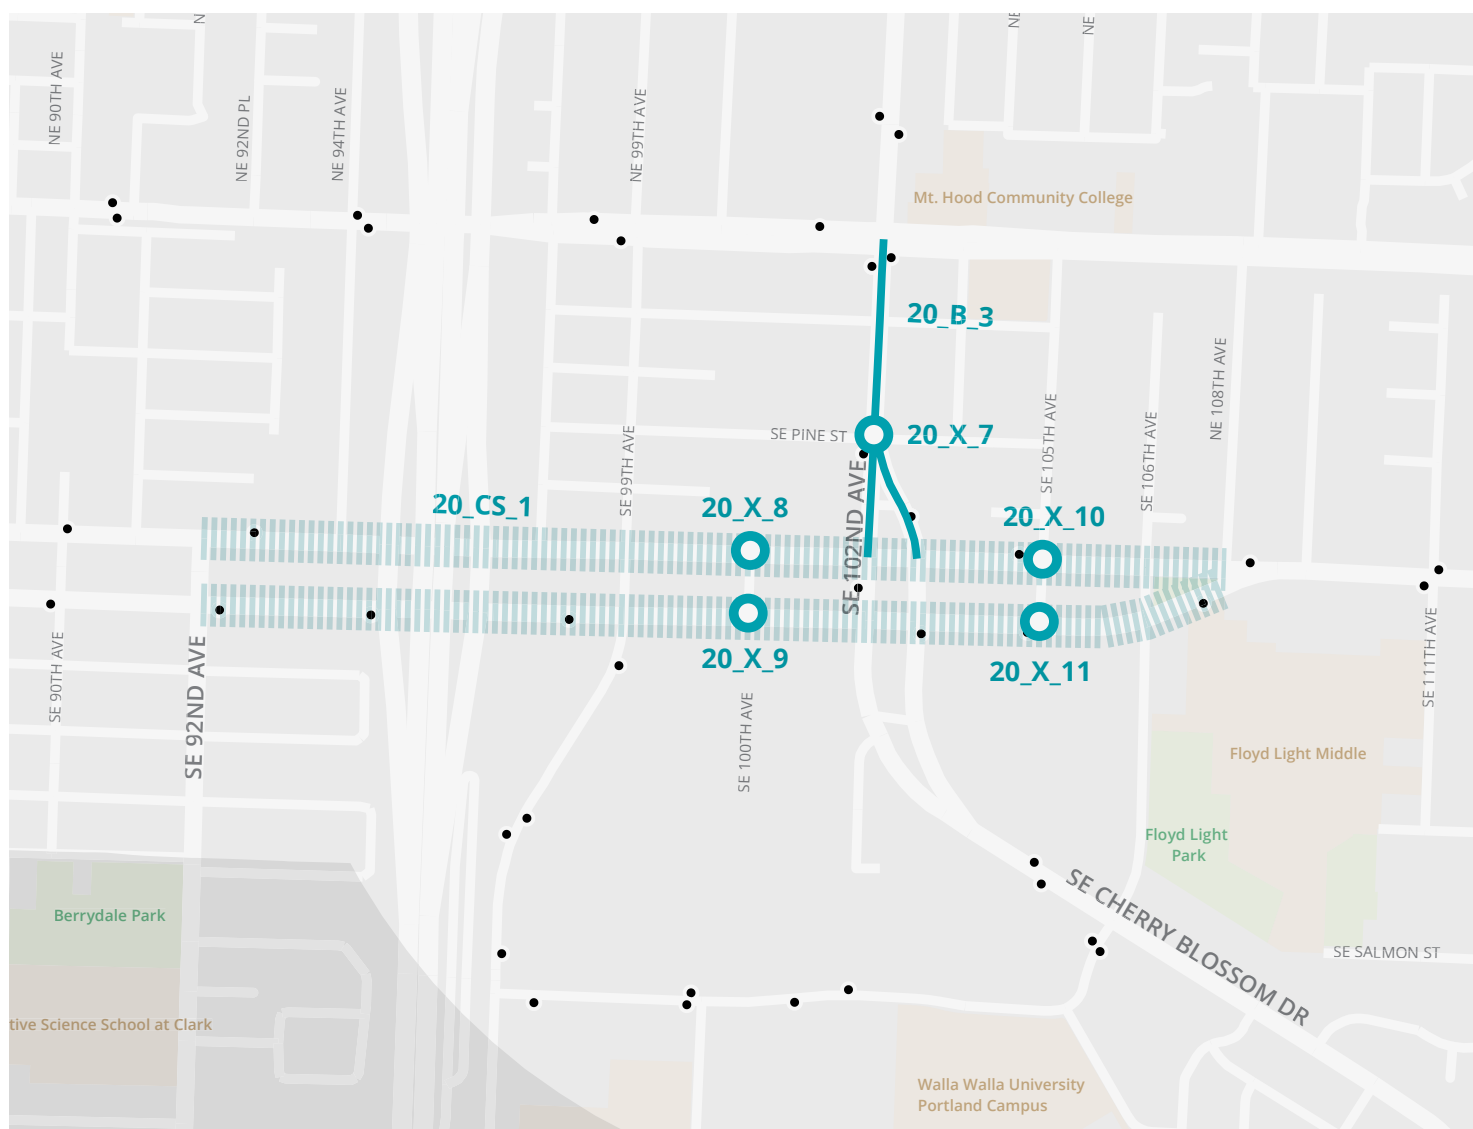 N
NE
NE
NE 90TH AVE
NE 92ND PL
NE 94TH AVE
NE 99TH AVE
Mt. Hood Community College
20_B_3
NE 108TH AVE
SE PINE ST
20_X_7
SE 105TH AVE
SE 106TH AVE
SE 99TH AVE
20_CS_1
20_X_8
SE 102ND AVE
20_X_10
20_X_9
20_X_11
SE 90TH AVE
SE 92ND AVE
SE 100TH AVE
SE 111TH AVE
Floyd Light Middle
Floyd Light
Park
SE CHERRY BLOSSOM DR
Berrydale Park
SE SALMON ST
tive Science School at Clark
Walla Walla University
Portland Campus